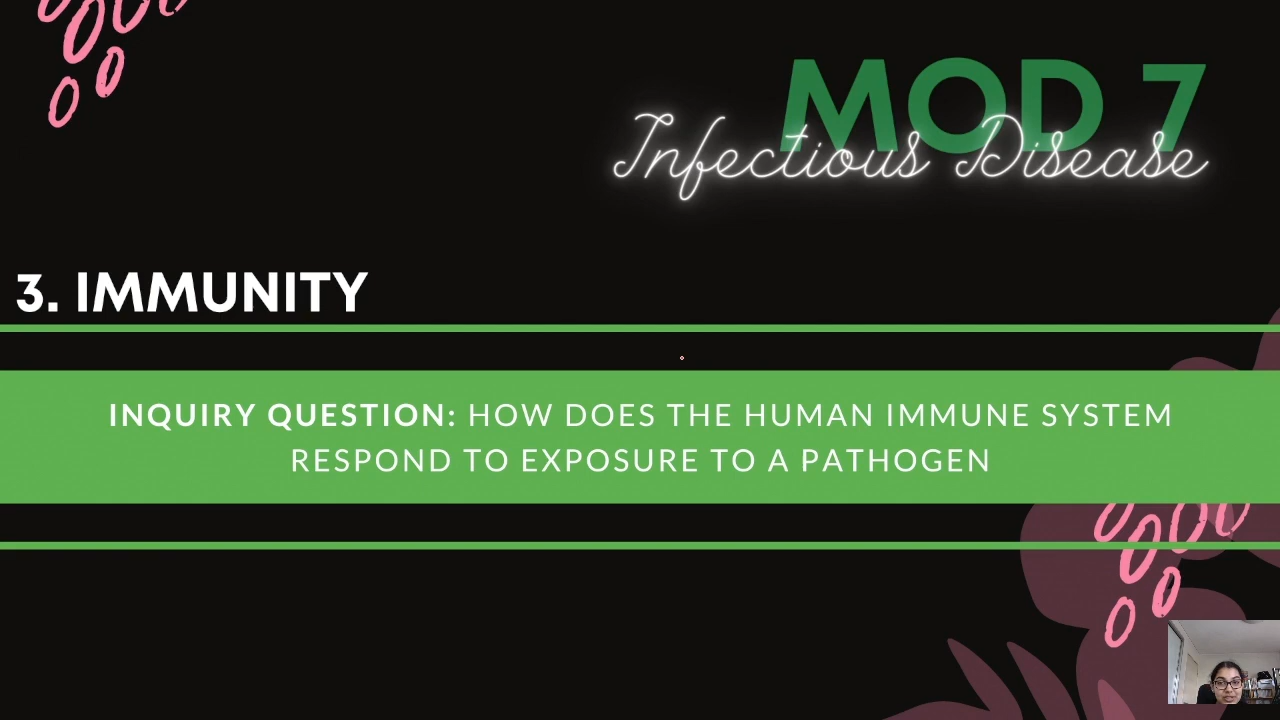 MOD 7
Infectious Disease
3. IMMUNITY
INQUIRY QUESTION: HOW DOES THE HUMAN IMMUNE SYSTEM
RESPOND TO EXPOSURE TO A PATHOGEN